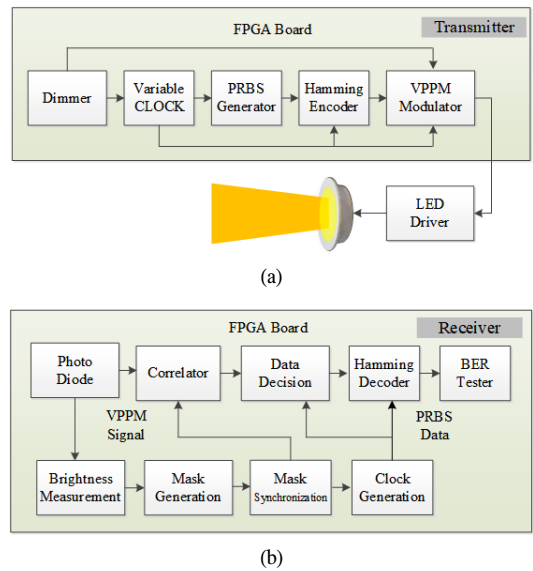 FPGA Board
Transmitter
Dimmer
Variable
CLOCK
PRBS
Generator
Hamming
Encoder
VPPM
Modulator
LED
Driver
(a)
FPGA Board
Receiver
Photo
Diode
Correlator
Data
Decision
Hamming
Decoder
BER
Tester
VPPM
Signal
PRBS
Data
Brightness
Measurement
Mask
Generation
Mask
Synchronization
Clock
Generation
(b)